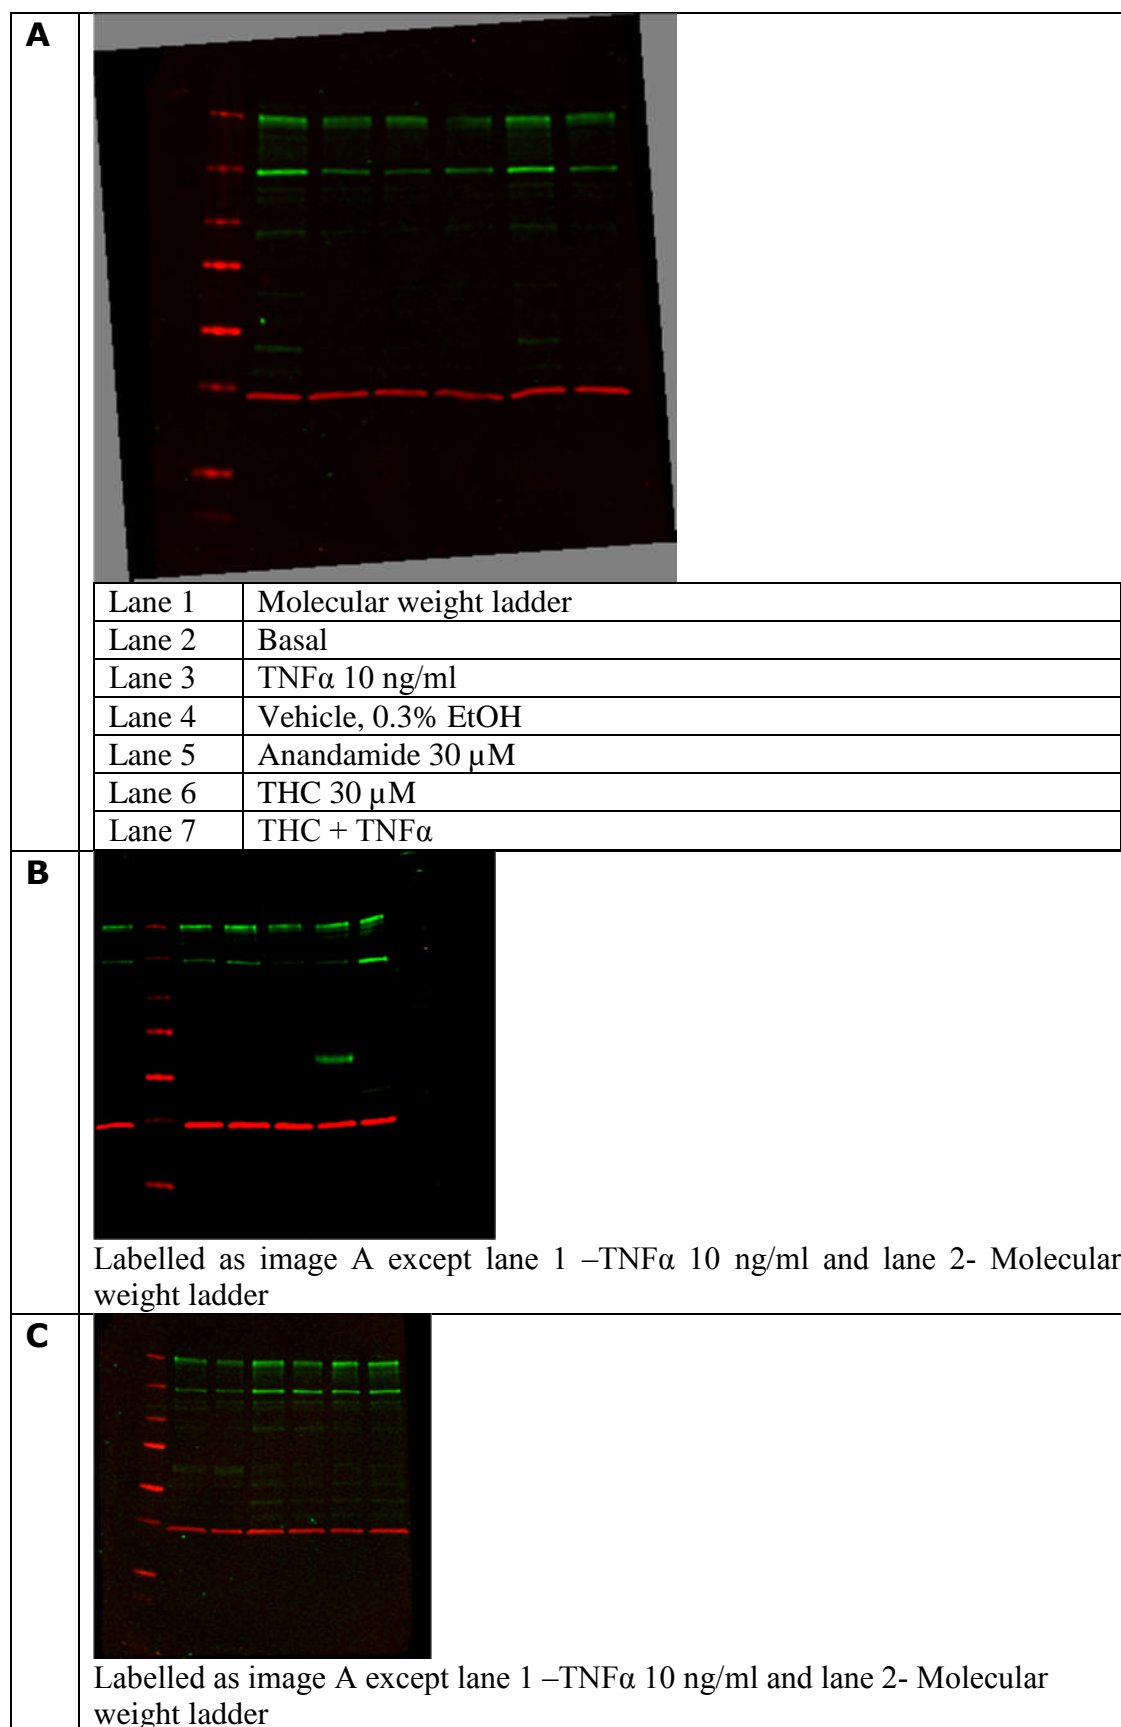 A
Lane 1 Molecular weight ladder
Lane 2 Basal
Lane 3 TNFα 10 ng/ml
Lane 4 Vehicle, 0.3% EtOH
Lane 5 Anandamide 30 µM
Lane 6 THC 30 µM
Lane 7 THC + TNFα
B
Labelled as image A except lane 1 –TNFα 10 ng/ml and lane 2- Molecular
weight ladder
C
Labelled as image A except lane 1 –TNFα 10 ng/ml and lane 2- Molecular
weight ladder